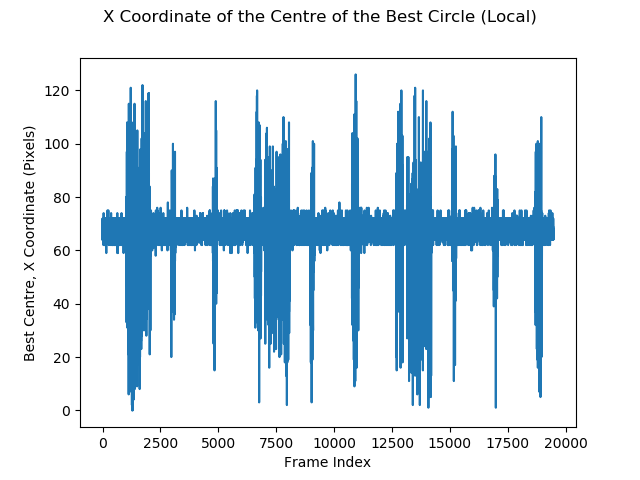 X Coordinate of the Centre of the Best Circle (Local)
Best Centre, X Coordinate (Pixels)
120
100
80
60
40
20
0
0 2500 5000 7500 10000 12500 15000 17500 20000
Frame Index